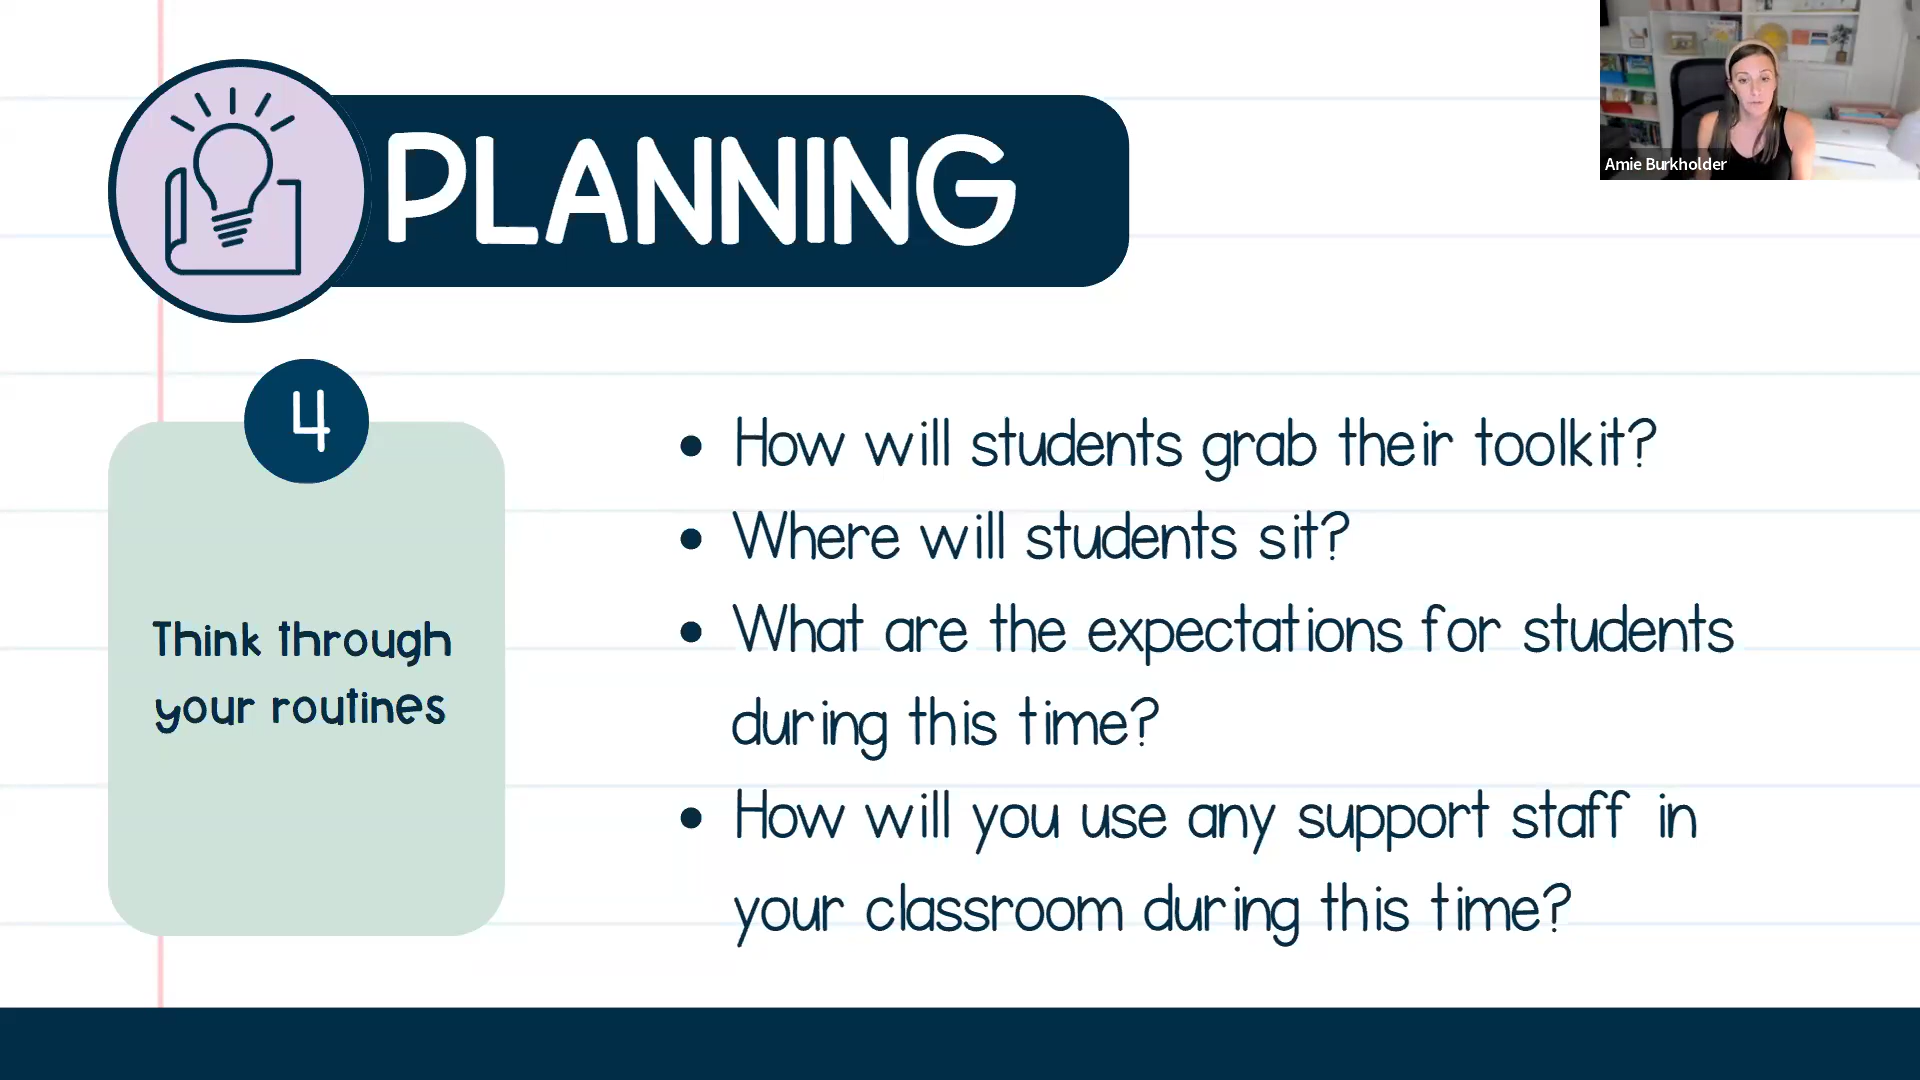 PLANNING
Amie Burkholder
4
Think through
your routines
• How will students grab their toolkit?
• Where will students sit?
• What are the expectations for students
during this time?
• How will you use any support staff in
your classroom during this time?